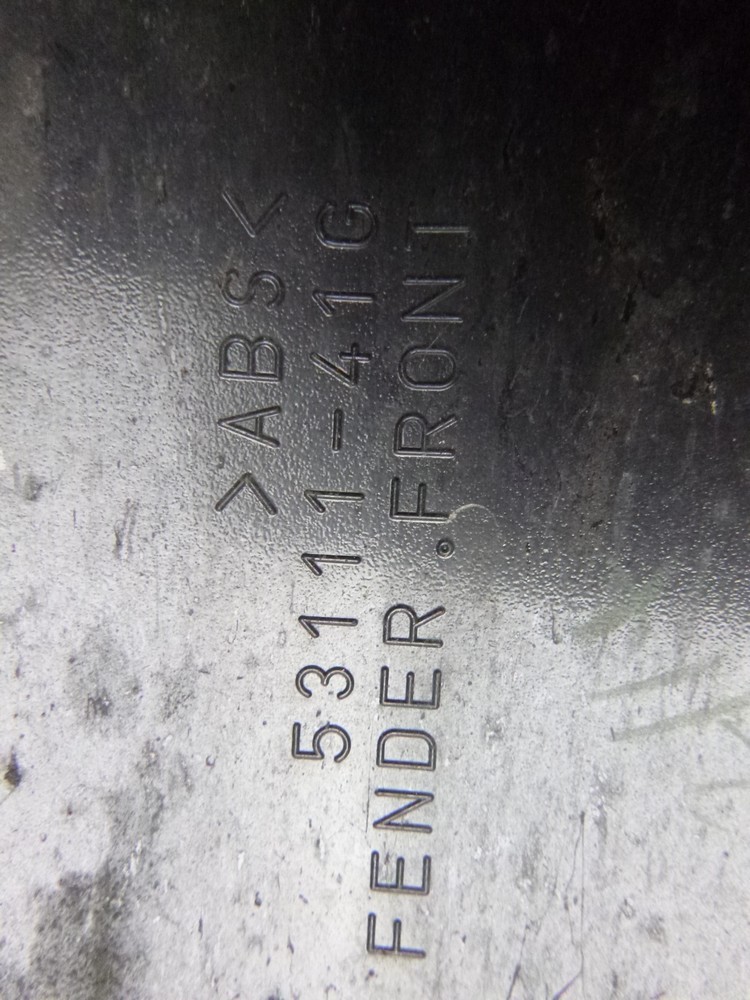 >ABS<
53111-41G
FENDER.FRONT